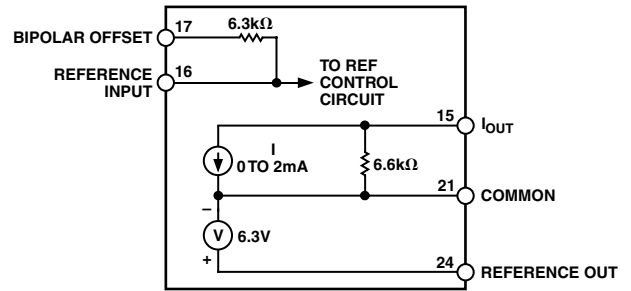 17
6.3kΩ
BIPOLAR OFFSET
REFERENCE
INPUT
16
TO REF
CONTROL
CIRCUIT
15
I
OUT
I
0 TO 2mA
6.6kΩ
21
COMMON
–
V
6.3V
+
24
REFERENCE OUT